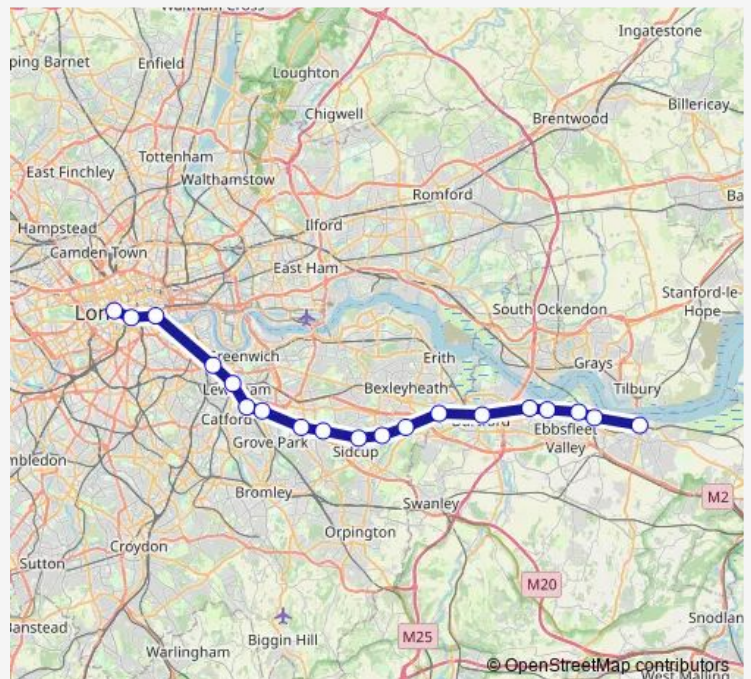 Waltham Cross
Ingatestone
Enfield
Loughton
Billericay
Chigwell
Brentwood
Tottenham
East Finchley
Walthamstow
Romford
Hampstead
Ilford
Camden Town
East Ham
Stanford-le-
Hope
South Ockendon
Greenwich
Erith
Grays
Tilbury
Bexleyheath
Catford
Ebbsfleet
Valley
Grove Park
Sidcup
Bromley
Swanley
M2
Orpington
Croydon
Sutton
M20
Biggin Hill
M25
Warlingham
© OpenStreetMap contributors